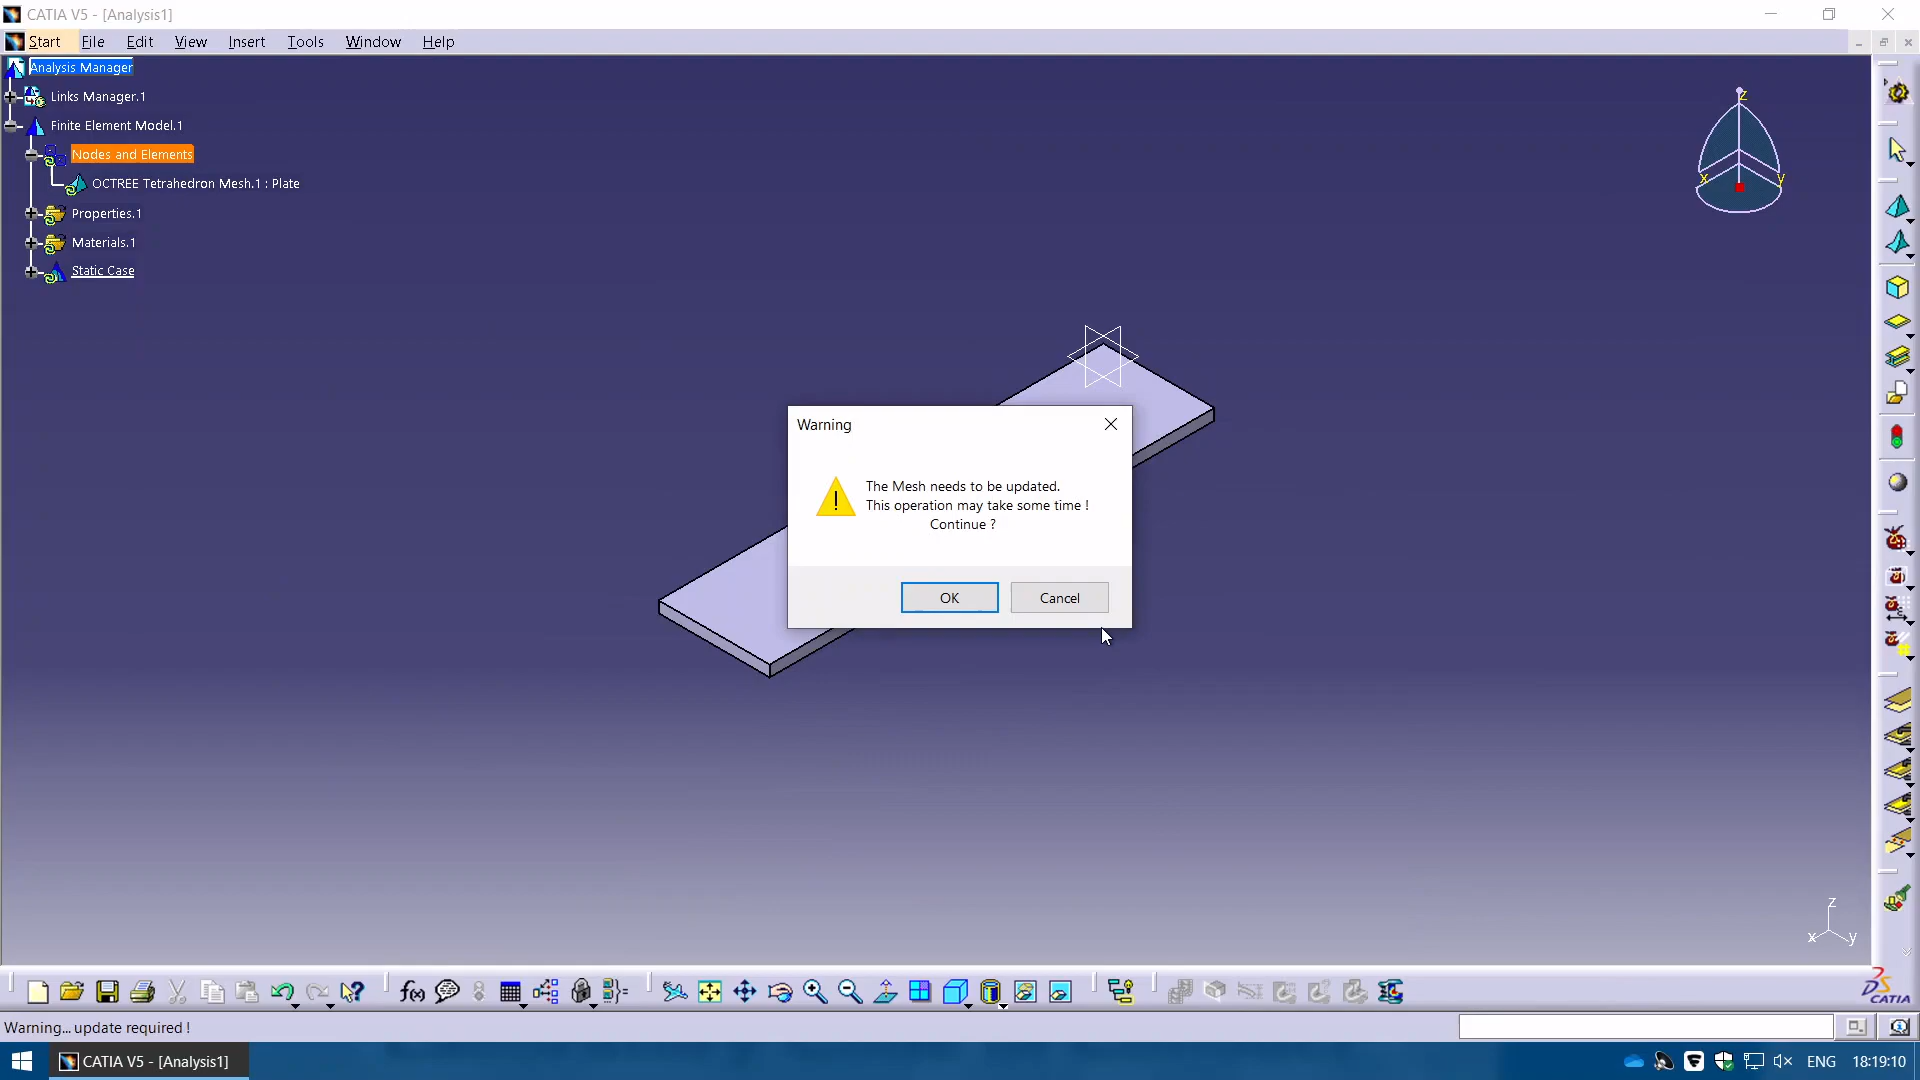 CATIA V5 - [Analysis1]
Start File Edit View Insert Tools Window Help
Analysis Manager
Links Manager.1
Finite Element Model.1
Nodes and Elements
OCTREE Tetrahedron Mesh.1 : Plate
Properties.1
Materials.1
Static Case
z
x
y
Warning
The Mesh needs to be updated.
This operation may take some time !
Continue ?
OK Cancel
z
x
y
f(x)
DS CATIA
Warning... update required !
CATIA V5 - [Analysis1]
ENG 18:19:10